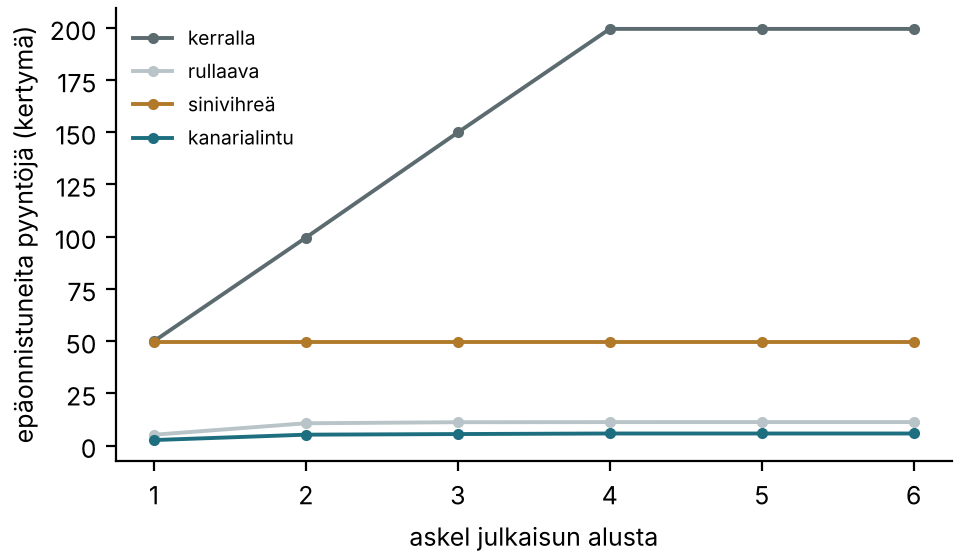 epäonnistuneita pyyntöjä (kertymä)
200
175
150
125
100
75
50
25
0
kerralla
rullaava
sinivihreä
kanarialintu
1 2 3 4 5 6
askel julkaisun alusta